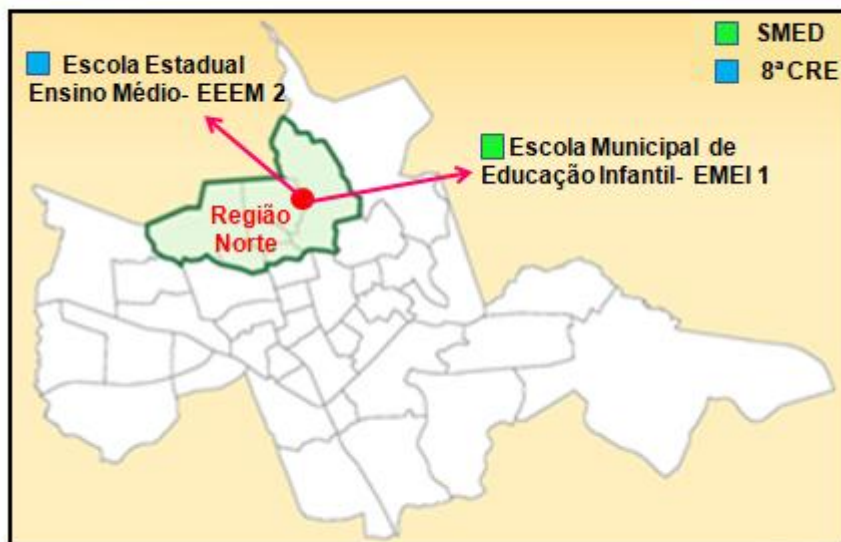 SMED
8ª CRE
Escola Estadual
Ensino Médio- EEEM 2
Escola Municipal de
Educação Infantil- EMEI 1
Região
Norte